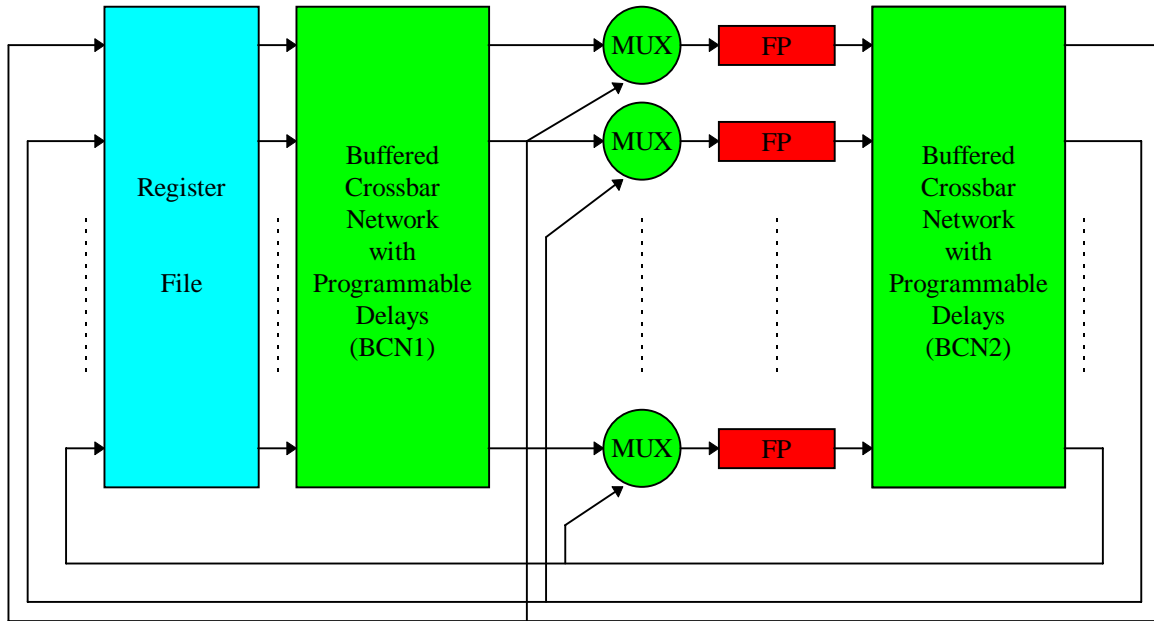 MUX
FP
MUX
FP
Register
File
Buffered
Crossbar
Network
with
Programmable
Delays
(BCN1)
Buffered
Crossbar
Network
with
Programmable
Delays
(BCN2)
MUX
FP